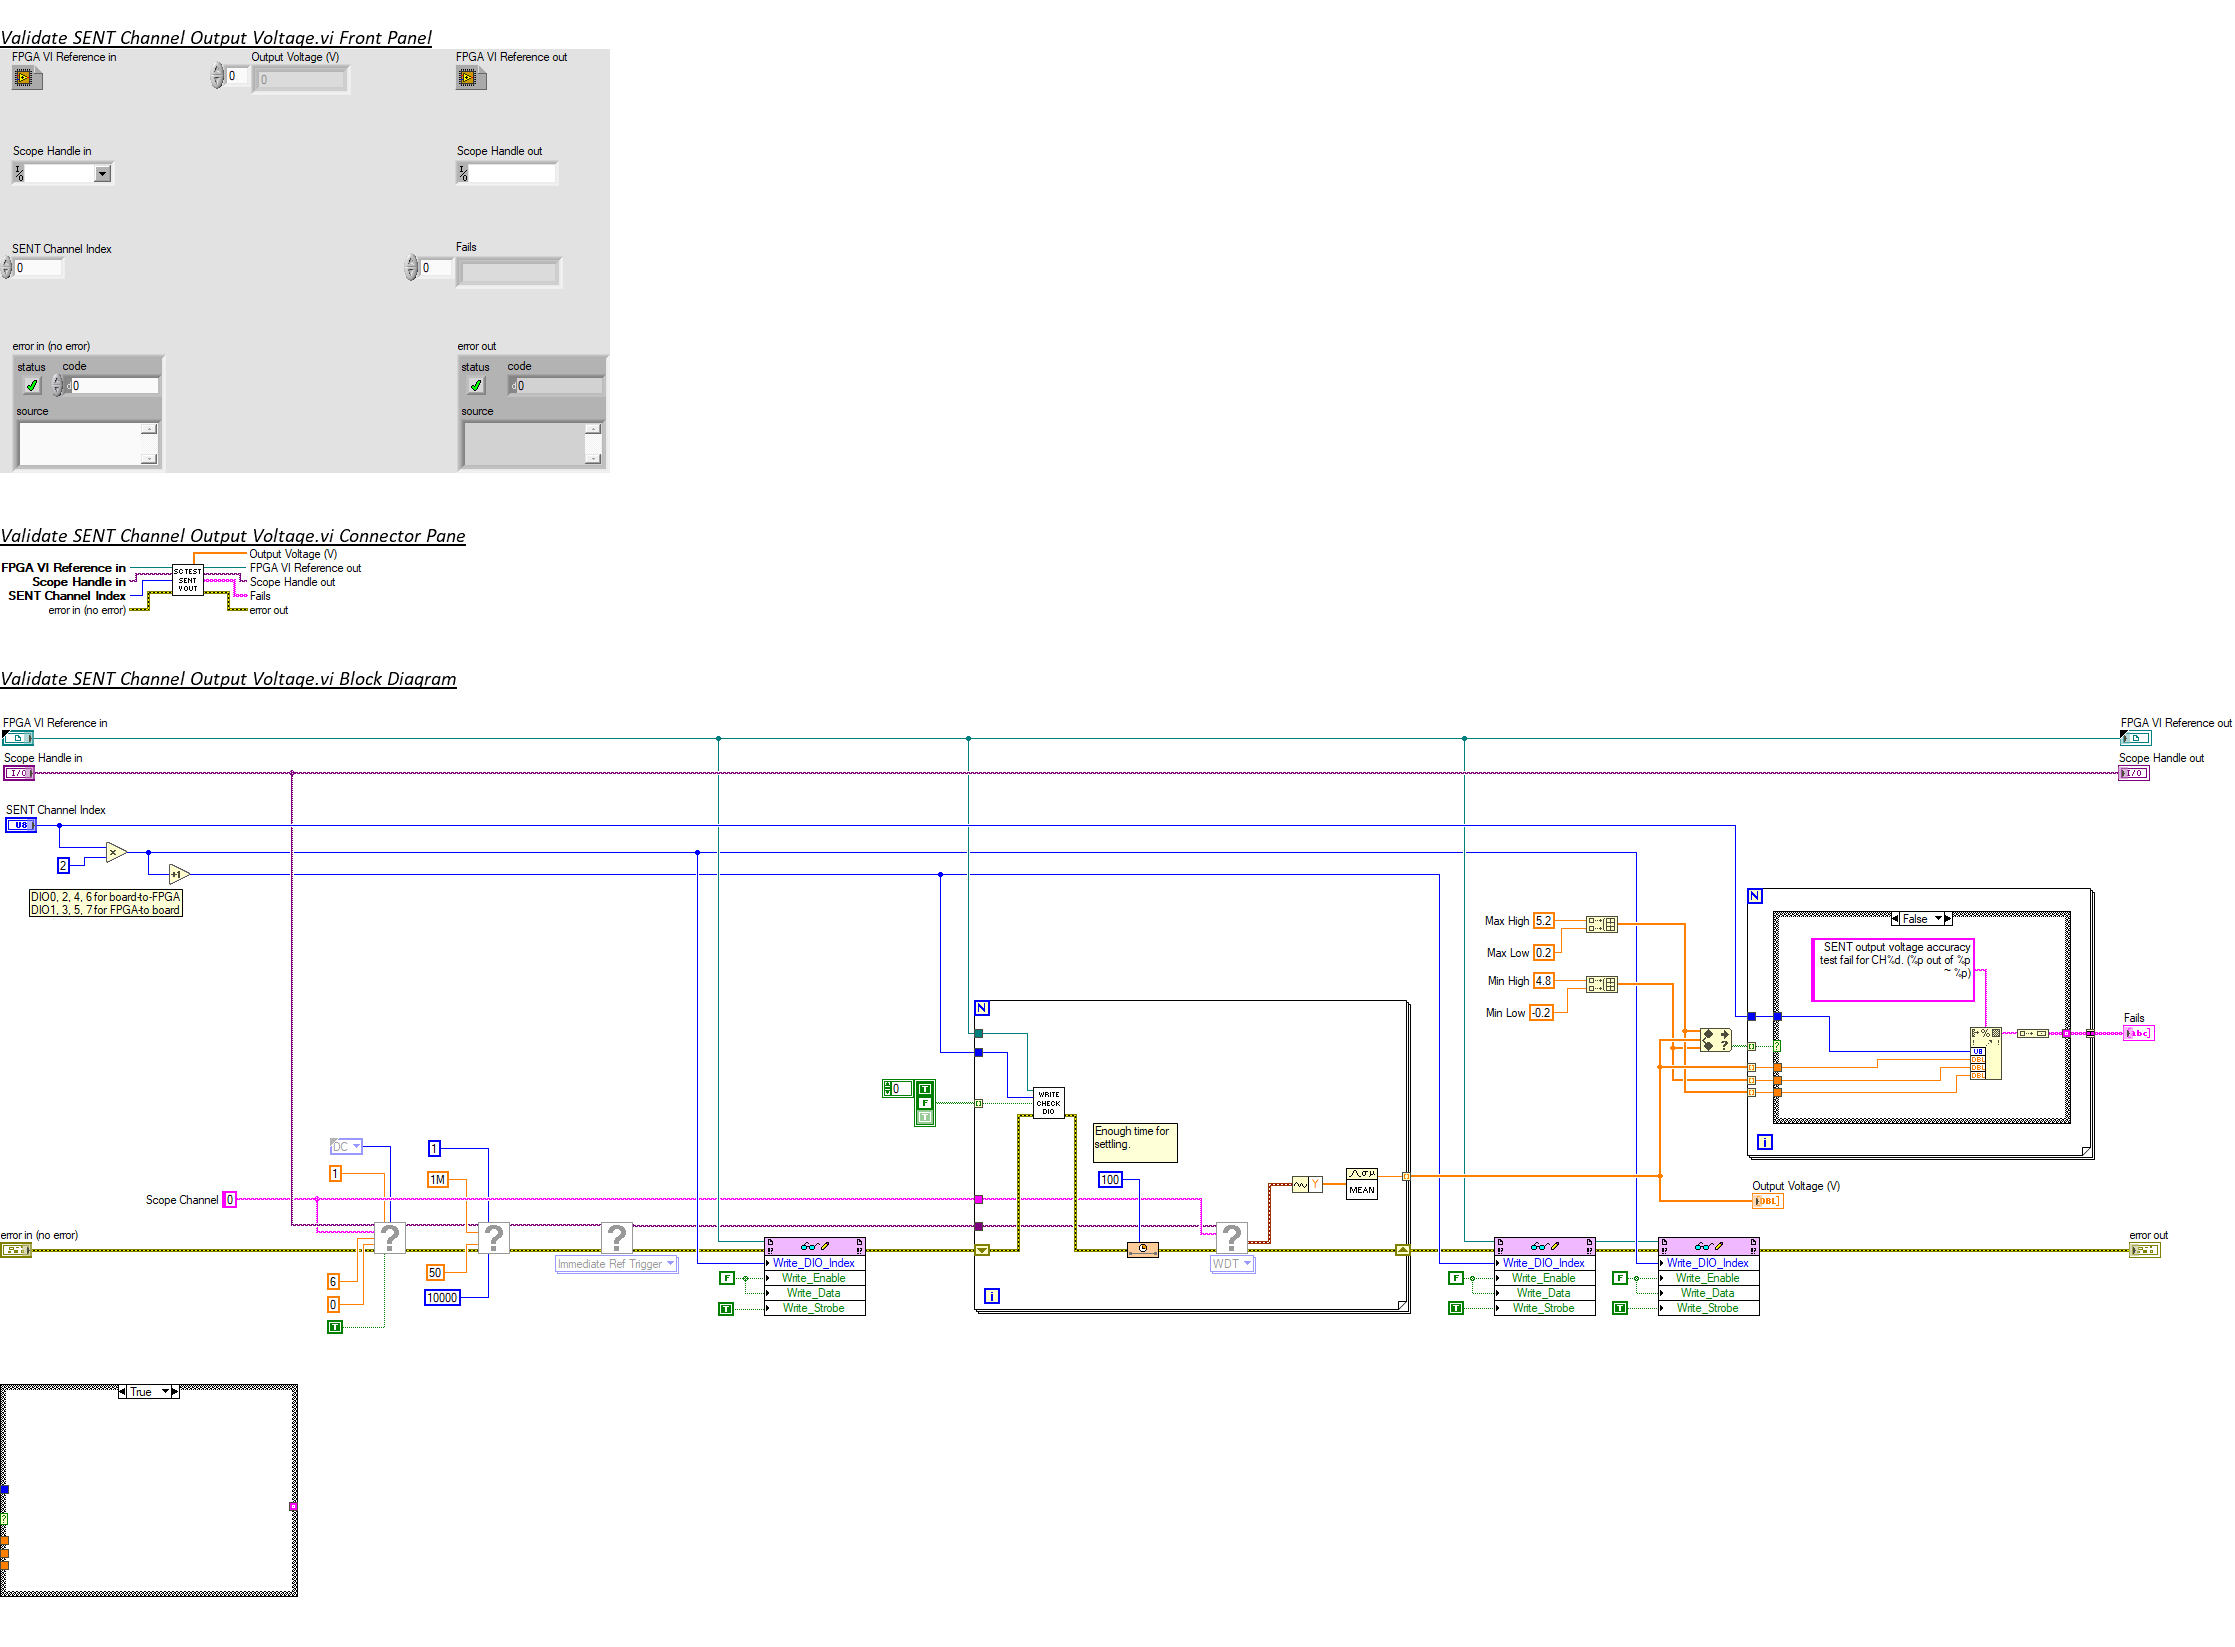 Validate SENT Channel Output Voltage.vi Front Panel
FPGA VI Reference in
Output Voltage (V)
FPGA VI Reference out
0
0
Scope Handle in
Scope Handle out
I/O
I/O
SENT Channel Index
Fails
0
0
error in (no error)
error out
status code
status code
d 0
d 0
source
source
Validate SENT Channel Output Voltage.vi Connector Pane
Output Voltage (V)
FPGA VI Reference in
FPGA VI Reference out
Scope Handle in
Scope Handle out
SENT Channel Index
Fails
error in (no error)
error out
SC TEST
SENT
VOUT
Validate SENT Channel Output Voltage.vi Block Diagram
FPGA VI Reference in
FPGA VI Reference out
Scope Handle in
Scope Handle out
I/O
I/O
SENT Channel Index
U8
x
2
+1
DIO0, 2, 4, 6 for board-to-FPGA
DIO1, 3, 5, 7 for FPGA-to board
Max High 5.2
Max Low 0.2
Min High 4.8
Min Low -0.2
N
False
SENT output voltage accuracy
test fail for CH%d. (%p out of %p
~ %p)
U8
DBL
DBL
DBL
Fails
abc
i
N
0
T
F
T
WRITE
CHECK
DIO
Enough time for
settling.
100
Y
MEAN
DC
1
1
1M
Scope Channel 0
?
?
?
?
Immediate Ref Trigger
WDT
6
0
T
50
10000
i
Output Voltage (V)
DBL
error in (no error)
error out
Write_DIO_Index
F
Write_Enable
Write_Data
T
Write_Strobe
Write_DIO_Index
F
Write_Enable
Write_Data
T
Write_Strobe
Write_DIO_Index
F
Write_Enable
Write_Data
T
Write_Strobe
True